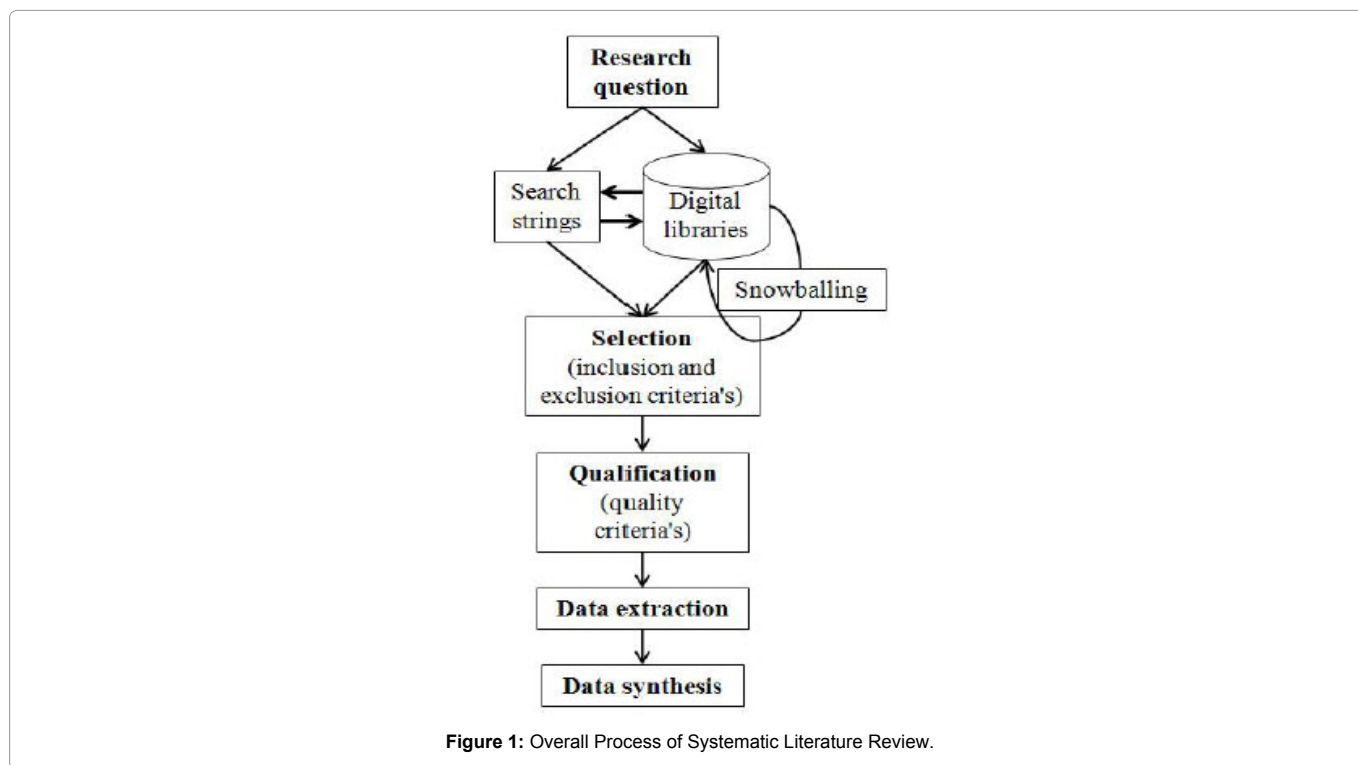 Research
question
Search
strings
Digital
libraries
Snowballing
Selection
(inclusion and
exclusion criteria's)
Qualification
(quality
criteria's)
Data extraction
Data synthesis
Figure 1: Overall Process of Systematic Literature Review.